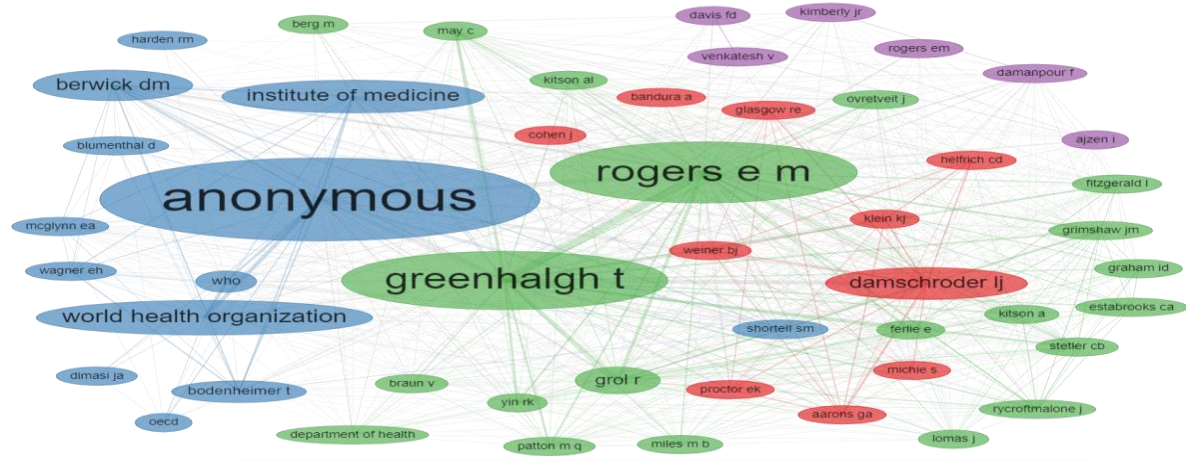 davis fd
kimberly jr
berg m
may c
harden rm
rogers em
venkatesh v
damanpour f
kitson al
berwick dm
institute of medicine
bandura a
ovretveit j
glasgow re
cohen j
ajzen i
blumenthal d
helfrich cd
rogers e m
anonymous
fitzgerald l
klein kj
mcglynn ea
grimshaw jm
weiner bj
wagner eh
who
greenhalgh t
damschroder lj
graham id
estabrooks ca
world health organization
kitson a
shortell sm
ferlie e
stetler cb
dimasi ja
michie s
grol r
braun v
bodenheimer t
proctor ek
yin rk
rycroftmalone j
aarons ga
oecd
department of health
lomas j
patton m q
miles m b